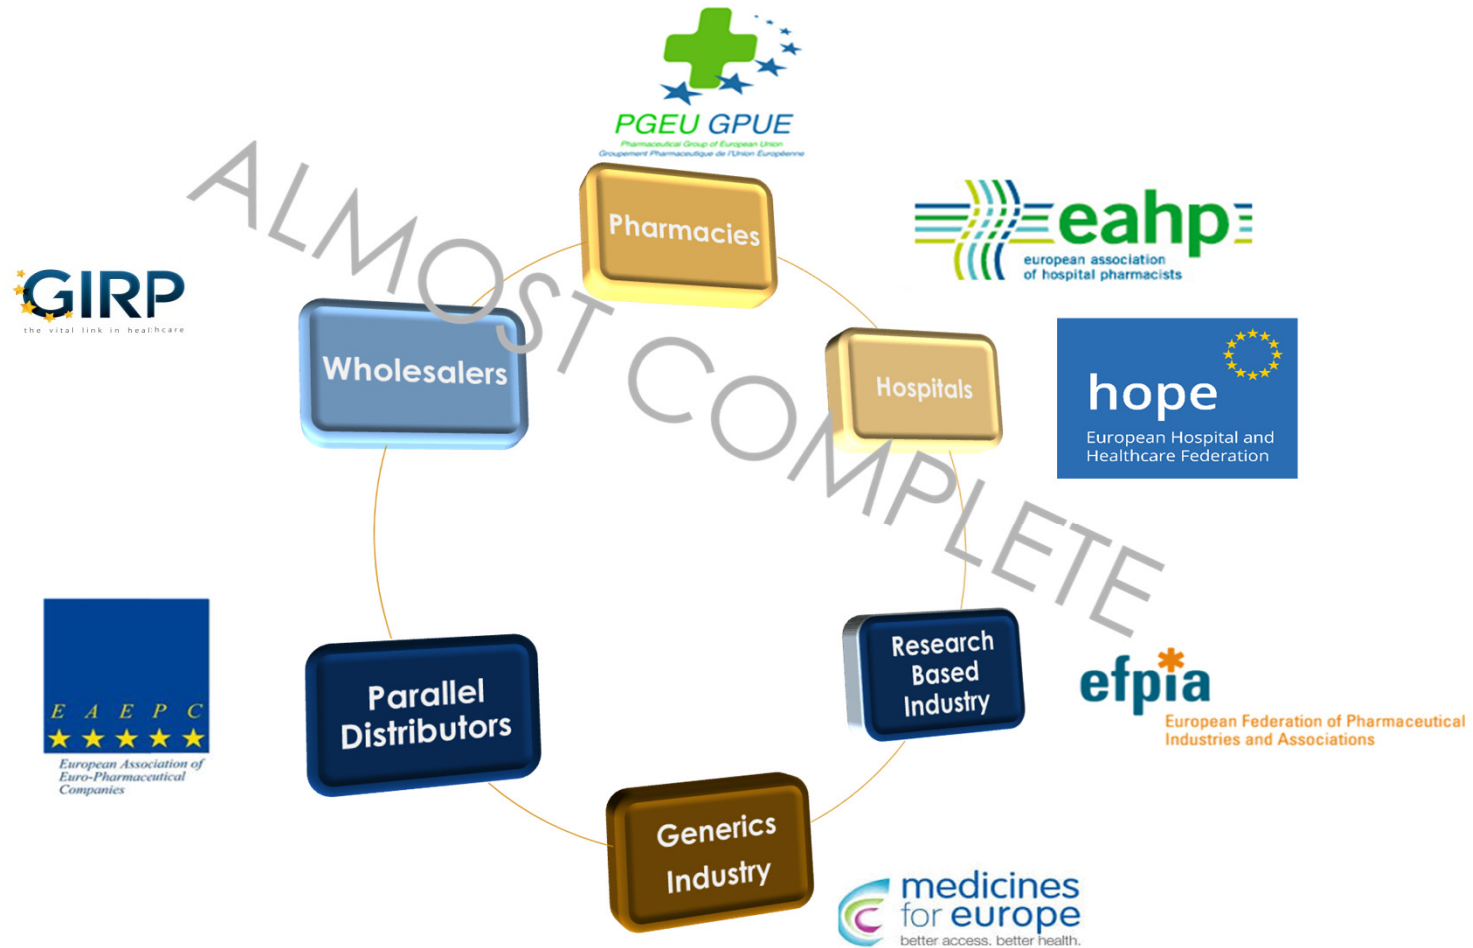 PGEU GPUE
Pharmaceutical Group of European Union
Groupement Pharmaceutique de l'Union Européenne
Pharmacies
eahp
european association
of hospital pharmacists
GIRP
the vital link in healthcare
Wholesalers
Hospitals
hope
European Hospital and
Healthcare Federation
ALMOST COMPLETE
Research
Based
Industry
efpia
European Federation of Pharmaceutical
Industries and Associations
Parallel
Distributors
E A E P C
European Association of
Euro-Pharmaceutical
Companies
Generics
Industry
medicines
for europe
better access. better health.